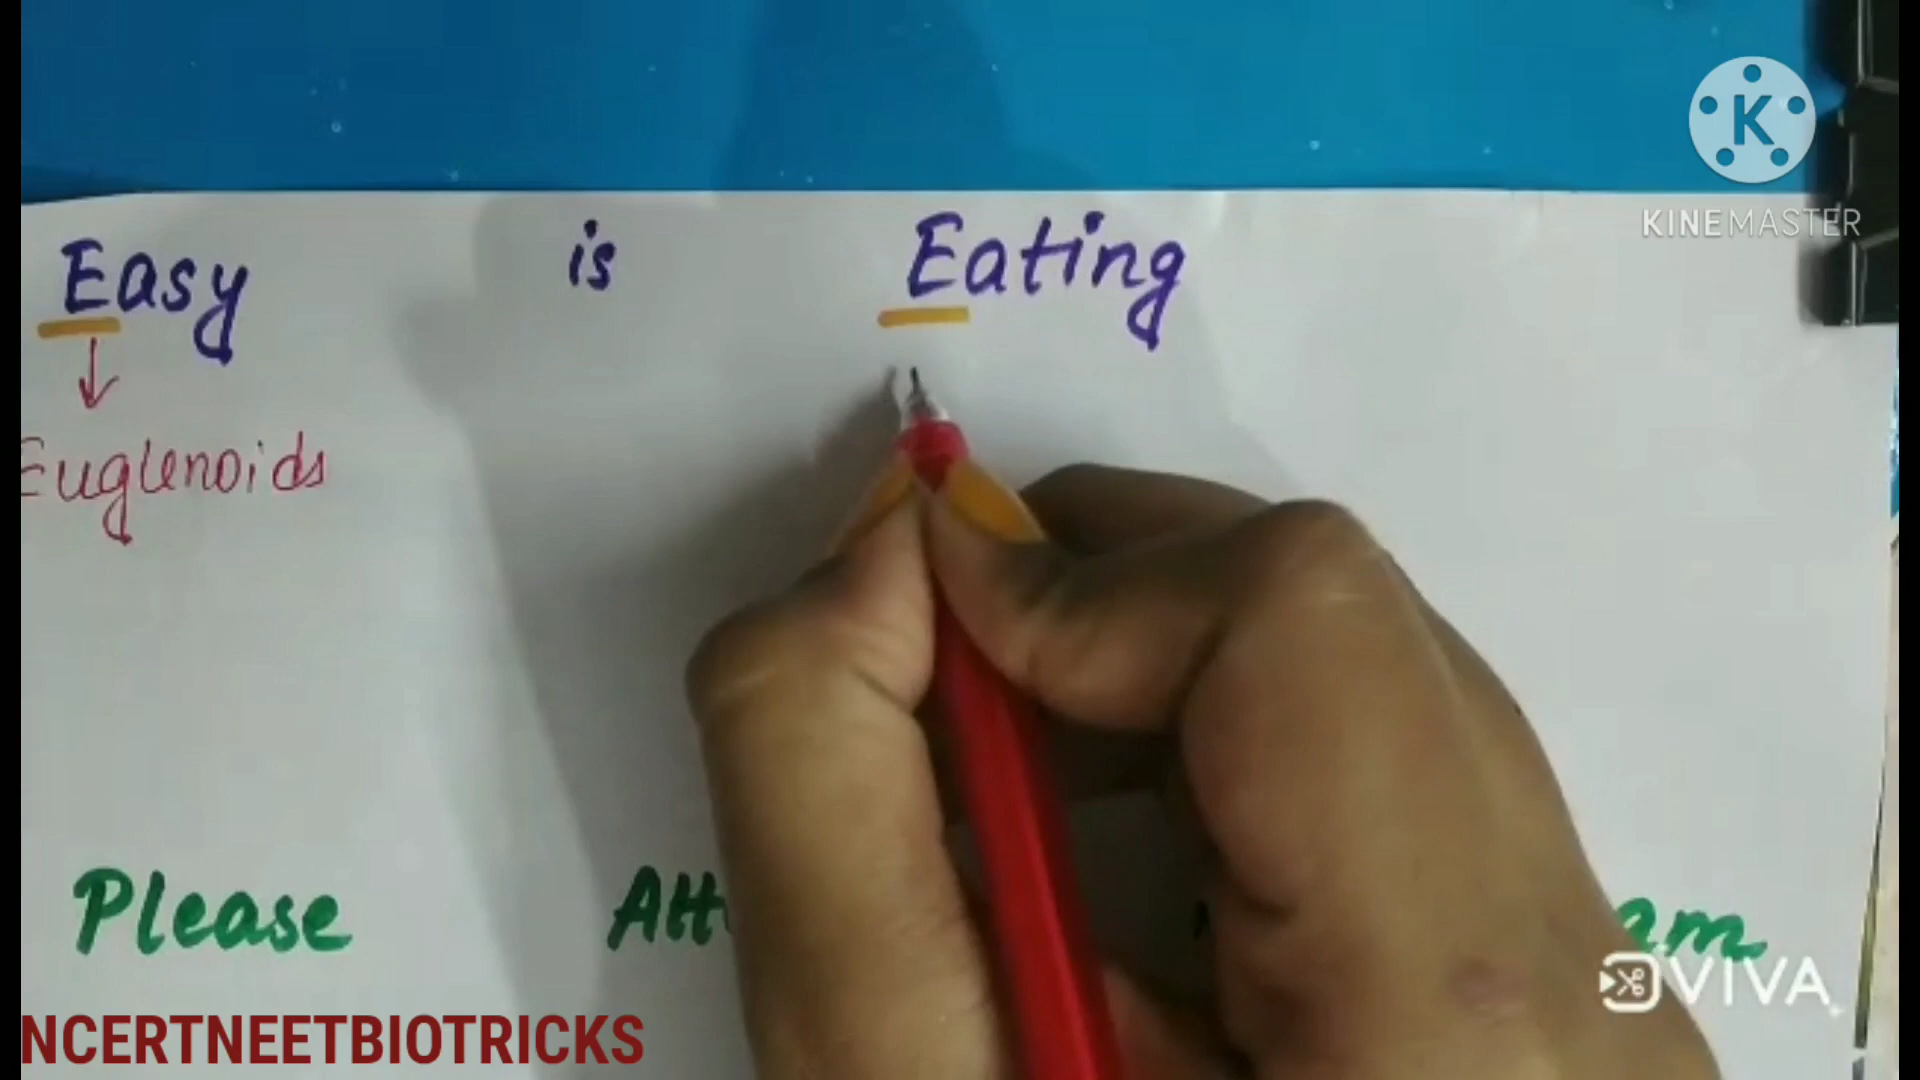 K
KINEMASTER
Easy is Eating
Euglenoids
Please
VIVA
NCERTNEETBIOTRICKS